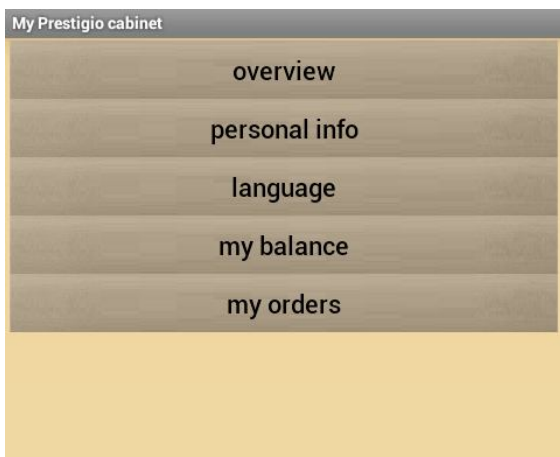 My Prestigio cabinet
overview
personal info
language
my balance
my orders